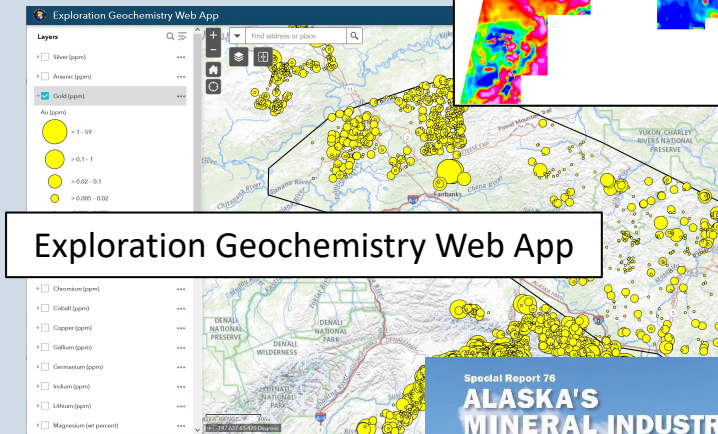 Exploration Geochemistry Web App
Layers
Find address or place
Silver (ppm)
Arsenic (ppm)
Gold (ppm)
Au (ppm)
> 1 - 59
> 0.1 - 1
> 0.02 - 0.1
> 0.005 - 0.02
Exploration Geochemistry Web App
Chromium (ppm)
Cobalt (ppm)
Copper (ppm)
Gallium (ppm)
Germanium (ppm)
Indium (ppm)
Lithium (ppm)
Magnesium (wt percent)
YUKON-CHARLEY
RIVERS NATIONAL
PRESERVE
Chena River
Fairbanks
Tanana River
DENALI
NATIONAL
PRESERVE
DENALI
NATIONAL
PARK
DENALI
WILDERNESS
Special Report 76
ALASKA'S
MINERAL INDUSTR